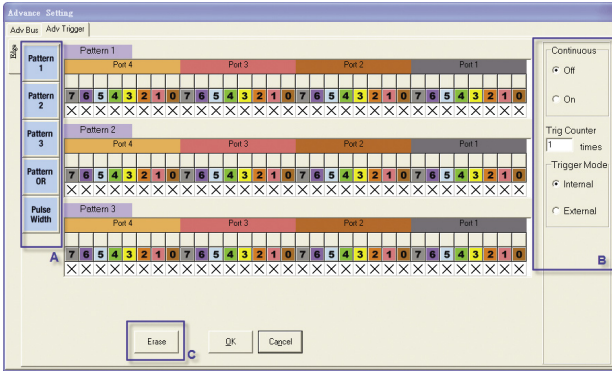 Advance Setting
Adv Bus Adv Trigger
Edge
Pattern 1
Pattern 2
Pattern 3
Pattern OR
Pulse Width
A
Pattern 1
Port 4 Port 3 Port 2 Port 1
7 6 5 4 3 2 1 0 7 6 5 4 3 2 1 0 7 6 5 4 3 2 1 0 7 6 5 4 3 2 1 0
X X X X X X X X X X X X X X X X X X X X X X X X X X X X X X X X
Pattern 2
Port 4 Port 3 Port 2 Port 1
7 6 5 4 3 2 1 0 7 6 5 4 3 2 1 0 7 6 5 4 3 2 1 0 7 6 5 4 3 2 1 0
X X X X X X X X X X X X X X X X X X X X X X X X X X X X X X X X
Pattern 3
Port 4 Port 3 Port 2 Port 1
7 6 5 4 3 2 1 0 7 6 5 4 3 2 1 0 7 6 5 4 3 2 1 0 7 6 5 4 3 2 1 0
X X X X X X X X X X X X X X X X X X X X X X X X X X X X X X X X
Continuous
Off
On
Trig Counter
1 times
Trigger Mode
Internal
External
B
Erase OK Cancel
C